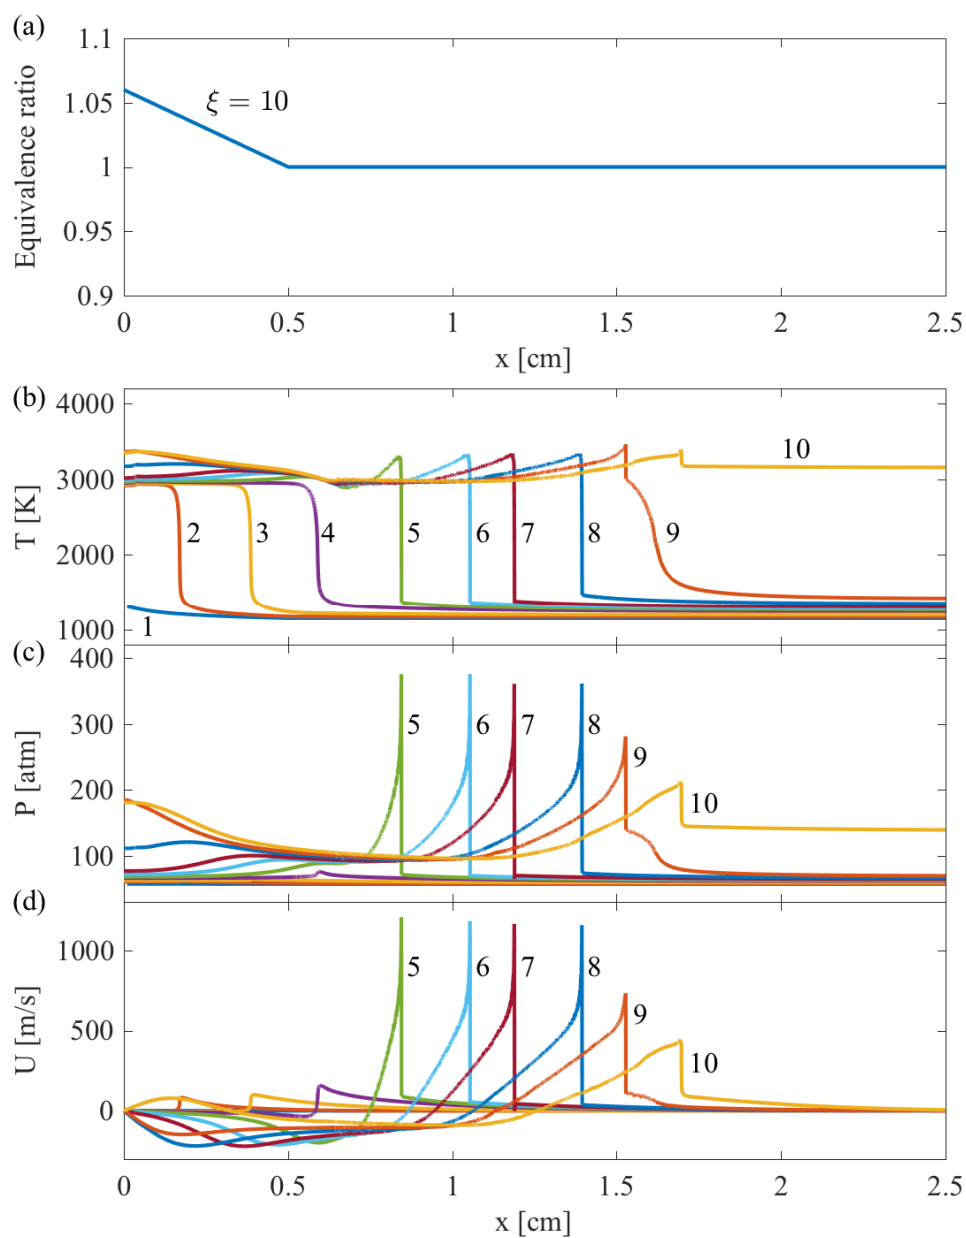 (a)
1.1
1.05
1
0.95
0.9
Equivalence ratio
ξ = 10
0 0.5 1 1.5 2 2.5
x [cm]
(b)
4000
3000
2000
1000
T [K]
1 2 3 4 5 6 7 8 9 10
(c)
400
300
200
100
P [atm]
5 6 7 8 9 10
(d)
1000
500
0
U [m/s]
5 6 7 8 9 10
0 0.5 1 1.5 2 2.5
x [cm]